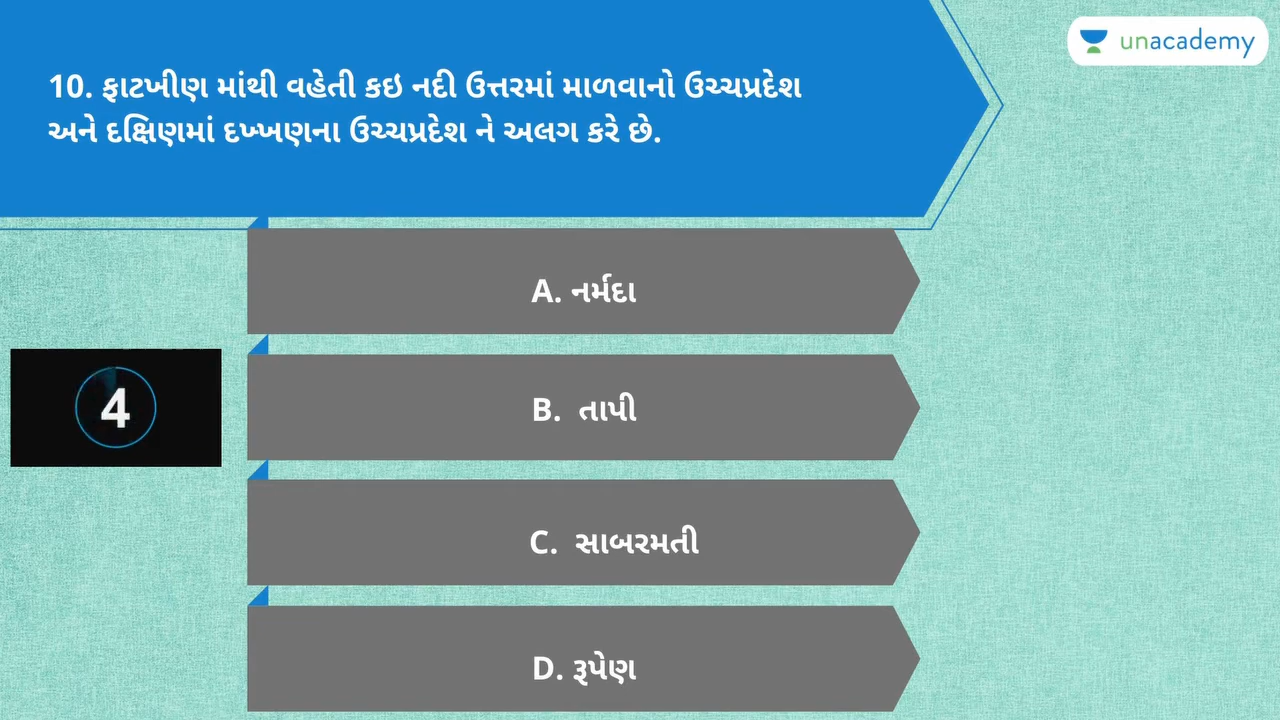 unacademy
10. ફાટખીણ માંથી વહેતી કઇ નદી ઉત્તરમાં માળવાનો ઉચ્ચપ્રદેશ
અને દક્ષિણમાં દખ્ખણના ઉચ્ચપ્રદેશ ને અલગ કરે છે.
A. નર્મદા
4
B. તાપી
C. સાબરમતી
D. રૂપેણ